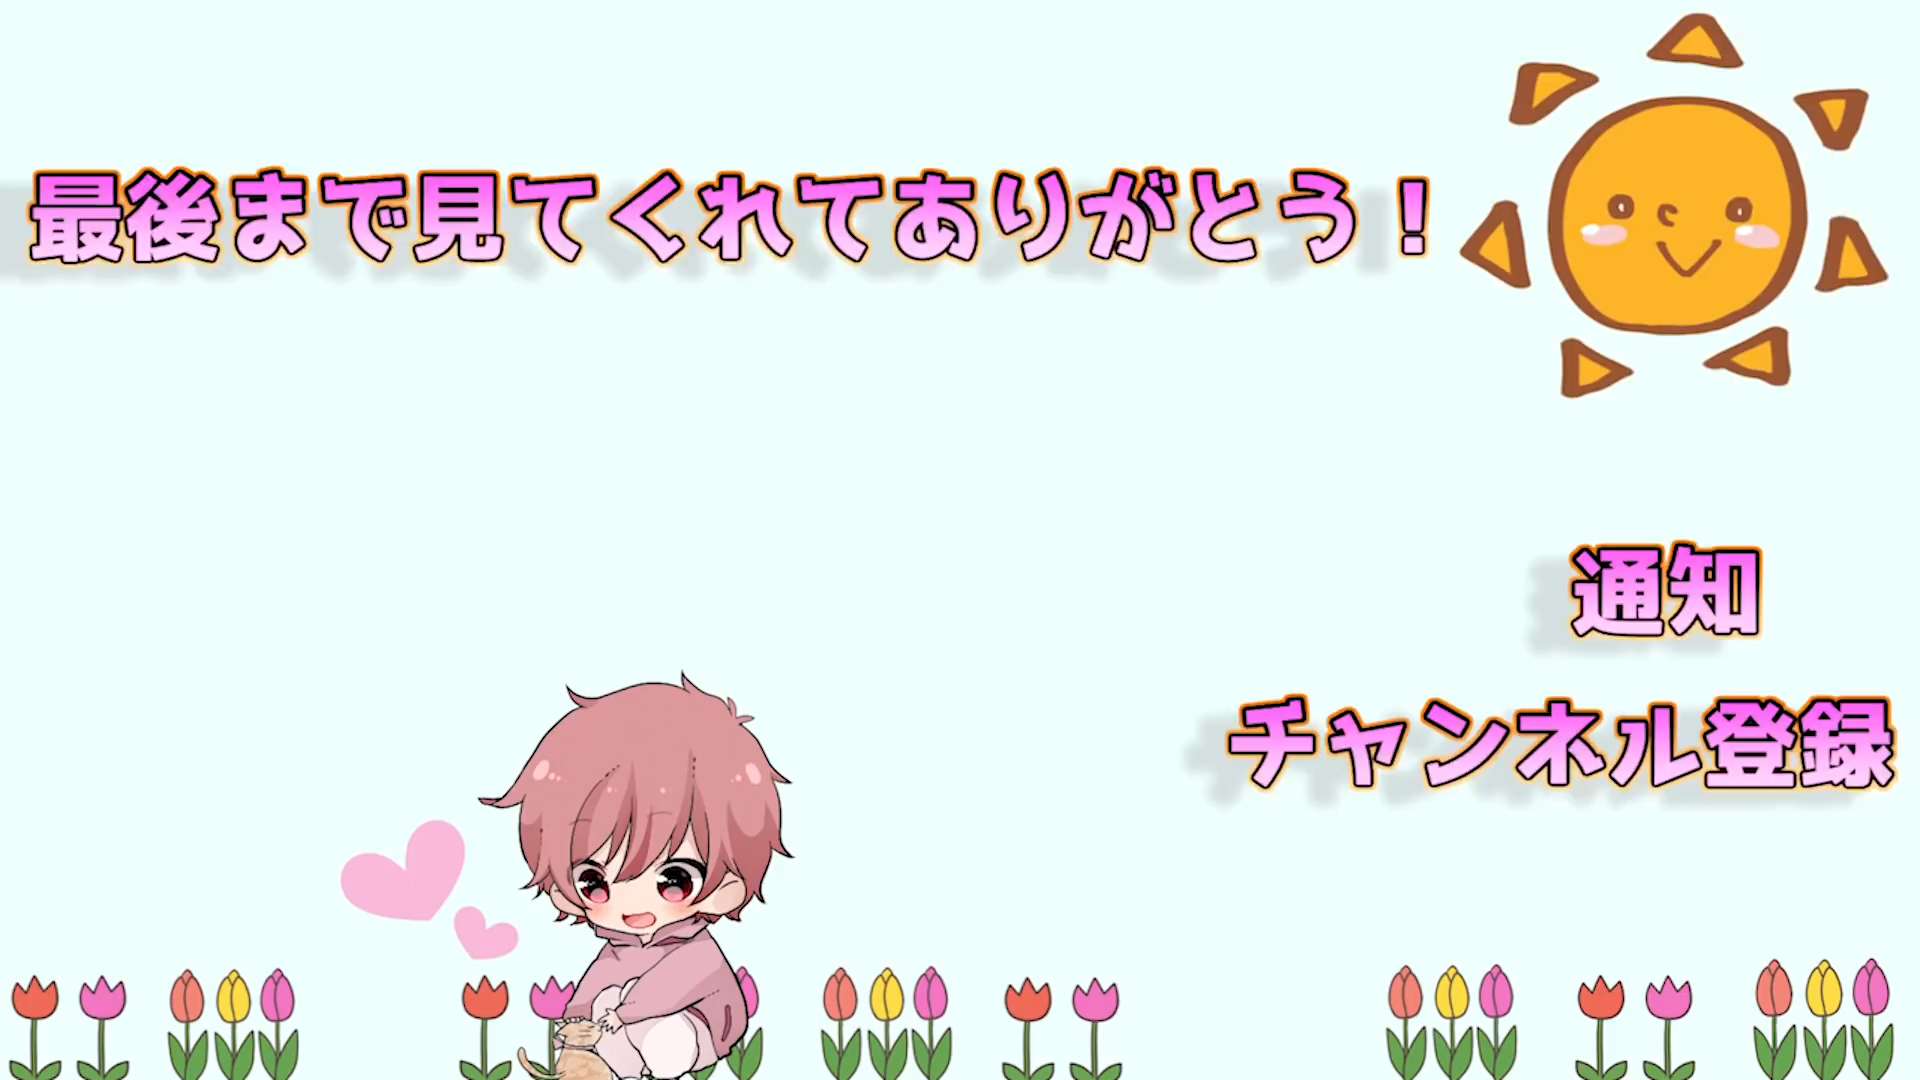 最後まで見てくれてありがとう！
通知
チャンネル登録